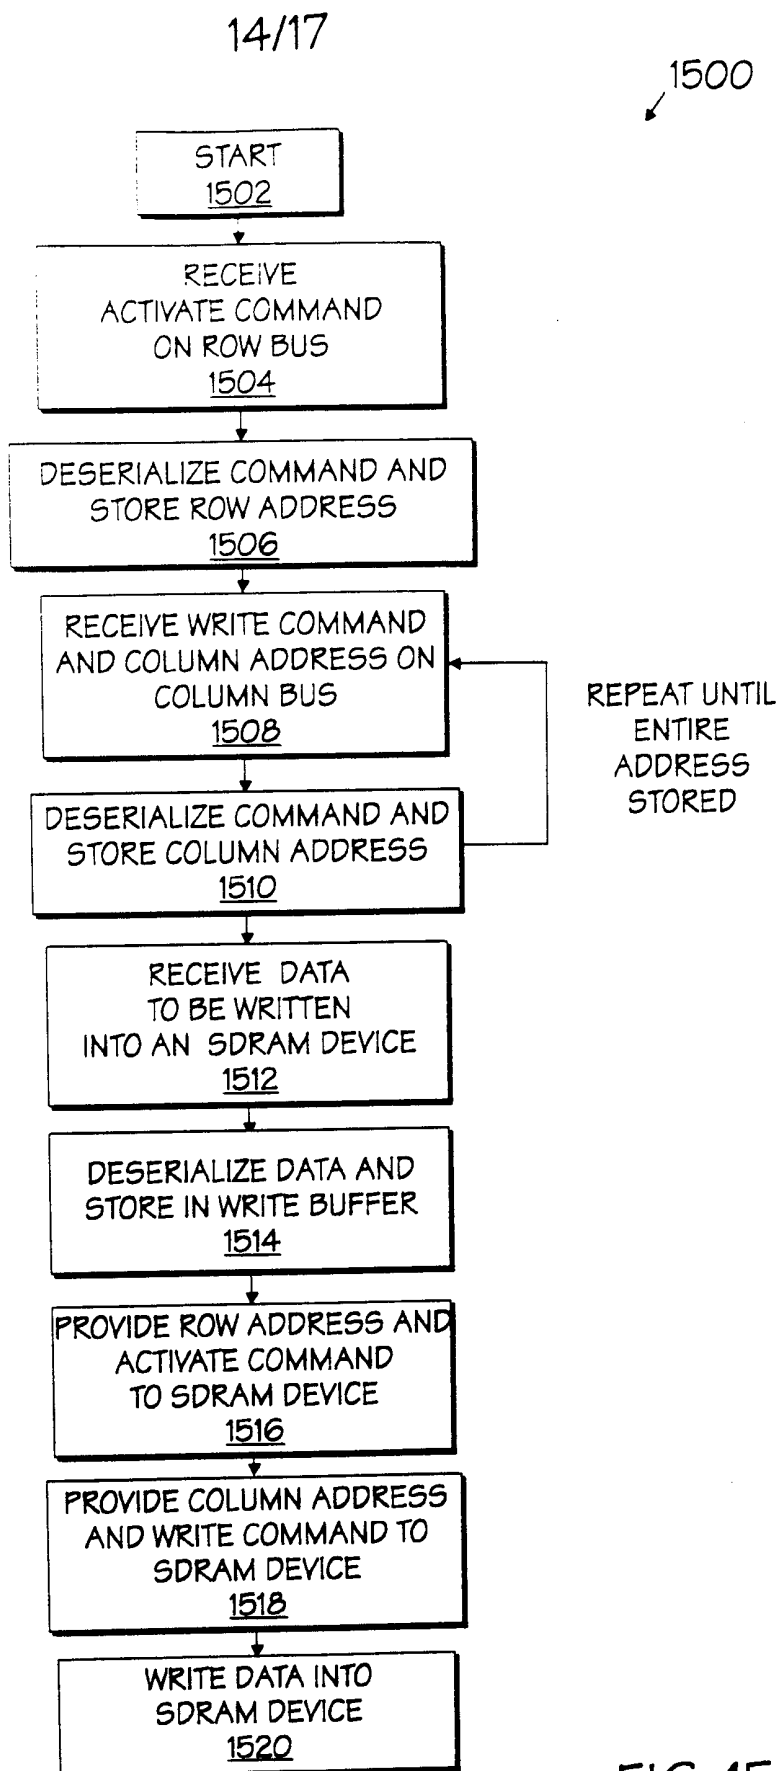 14/17
1500
START
1502
RECEIVE
ACTIVATE COMMAND
ON ROW BUS
1504
DESERIALIZE COMMAND AND
STORE ROW ADDRESS
1506
RECEIVE WRITE COMMAND
AND COLUMN ADDRESS ON
COLUMN BUS
1508
REPEAT UNTIL
ENTIRE
ADDRESS
STORED
DESERIALIZE COMMAND AND
STORE COLUMN ADDRESS
1510
RECEIVE DATA
TO BE WRITTEN
INTO AN SDRAM DEVICE
1512
DESERIALIZE DATA AND
STORE IN WRITE BUFFER
1514
PROVIDE ROW ADDRESS AND
ACTIVATE COMMAND
TO SDRAM DEVICE
1516
PROVIDE COLUMN ADDRESS
AND WRITE COMMAND TO
SDRAM DEVICE
1518
WRITE DATA INTO
SDRAM DEVICE
1520